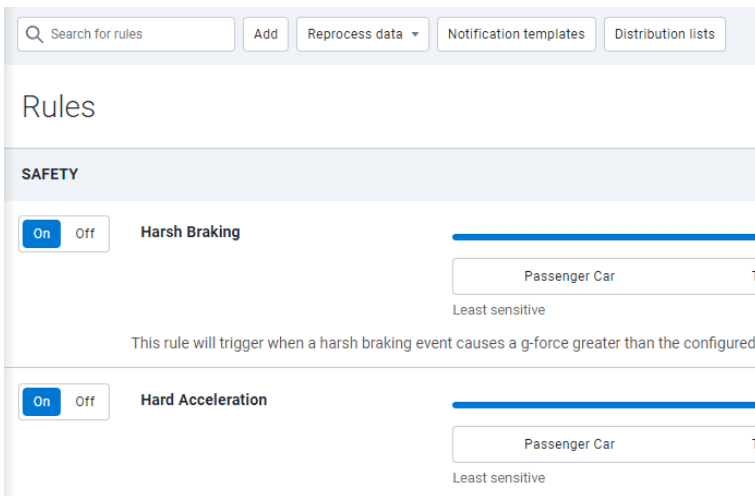 Search for rules Add Reprocess data Notification templates Distribution lists
Rules
SAFETY
On Off Harsh Braking
Passenger Car
Least sensitive
This rule will trigger when a harsh braking event causes a g-force greater than the configured
On Off Hard Acceleration
Passenger Car
Least sensitive